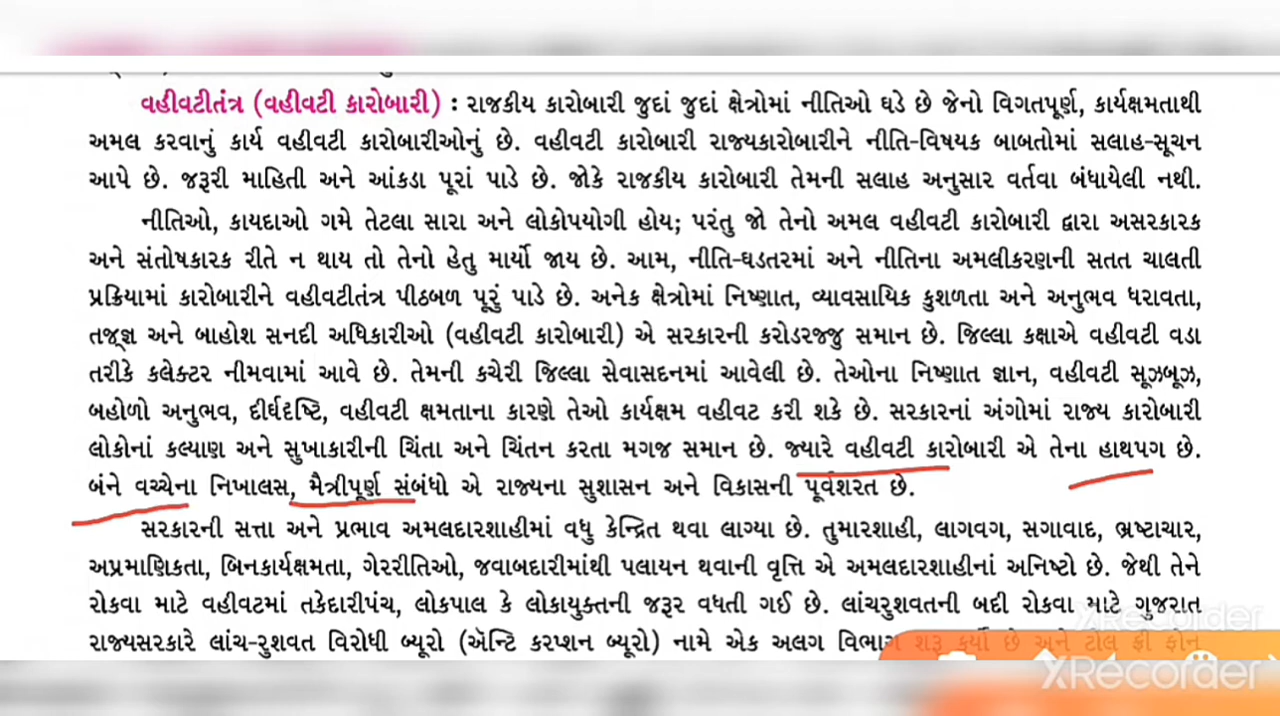 વહીવટીતંત્ર (વહીવટી કારોબારી) : રાજકીય કારોબારી જુદાં જુદાં ક્ષેત્રોમાં નીતિઓ ઘડે છે જેનો વિગતપૂર્ણ, કાર્યક્ષમતાથી
અમલ કરવાનું કાર્ય વહીવટી કારોબારીઓનું છે. વહીવટી કારોબારી રાજ્યકારોબારીને નીતિ-વિષયક બાબતોમાં સલાહ-સૂચન
આપે છે. જરૂરી માહિતી અને આંકડા પૂરાં પાડે છે. જોકે રાજકીય કારોબારી તેમની સલાહ અનુસાર વર્તવા બંધાયેલી નથી.
નીતિઓ, કાયદાઓ ગમે તેટલા સારા અને લોકોપયોગી હોય; પરંતુ જો તેનો અમલ વહીવટી કારોબારી દ્વારા અસરકારક
અને સંતોષકારક રીતે ન થાય તો તેનો હેતુ માર્યો જાય છે. આમ, નીતિ-ઘડતરમાં અને નીતિના અમલીકરણની સતત ચાલતી
પ્રક્રિયામાં કારોબારીને વહીવટીતંત્ર પીઠબળ પૂરું પાડે છે. અનેક ક્ષેત્રોમાં નિષ્ણાત, વ્યાવસાયિક કુશળતા અને અનુભવ ધરાવતા,
તજ્જ્ઞ અને બાહોશ સનદી અધિકારીઓ (વહીવટી કારોબારી) એ સરકારની કરોડરજ્જુ સમાન છે. જિલ્લા કક્ષાએ વહીવટી વડા
તરીકે કલેક્ટર નીમવામાં આવે છે. તેમની કચેરી જિલ્લા સેવાસદનમાં આવેલી છે. તેઓના નિષ્ણાત જ્ઞાન, વહીવટી સૂઝબૂઝ,
બહોળો અનુભવ, દીર્ઘદૃષ્ટિ, વહીવટી ક્ષમતાના કારણે તેઓ કાર્યક્ષમ વહીવટ કરી શકે છે. સરકારનાં અંગોમાં રાજ્ય કારોબારી
લોકોનાં કલ્યાણ અને સુખાકારીની ચિંતા અને ચિંતન કરતા મગજ સમાન છે. જ્યારે વહીવટી કારોબારી એ તેના હાથપગ છે.
બંને વચ્ચેના નિખાલસ, મૈત્રીપૂર્ણ સંબંધો એ રાજ્યના સુશાસન અને વિકાસની પૂર્વશરત છે.
સરકારની સત્તા અને પ્રભાવ અમલદારશાહીમાં વધુ કેન્દ્રિત થવા લાગ્યા છે. તુમારશાહી, લાગવગ, સગાવાદ, ભ્રષ્ટાચાર,
અપ્રમાણિકતા, બિનકાર્યક્ષમતા, ગેરરીતિઓ, જવાબદારીમાંથી પલાયન થવાની વૃત્તિ એ અમલદારશાહીનાં અનિષ્ટો છે. જેથી તેને
રોકવા માટે વહીવટમાં તકેદારીપંચ, લોકપાલ કે લોકાયુક્તની જરૂર વધતી ગઈ છે. લાંચરુશવતની બદી રોકવા માટે ગુજરાત
રાજ્યસરકારે લાંચ-રુશવત વિરોધી બ્યૂરો (ઍન્ટિ કરપ્શન બ્યૂરો) નામે એક અલગ વિભાગ શરૂ કર્યો છે અને ટોલ ફ્રી ફોન
XRecorder
XRecorder